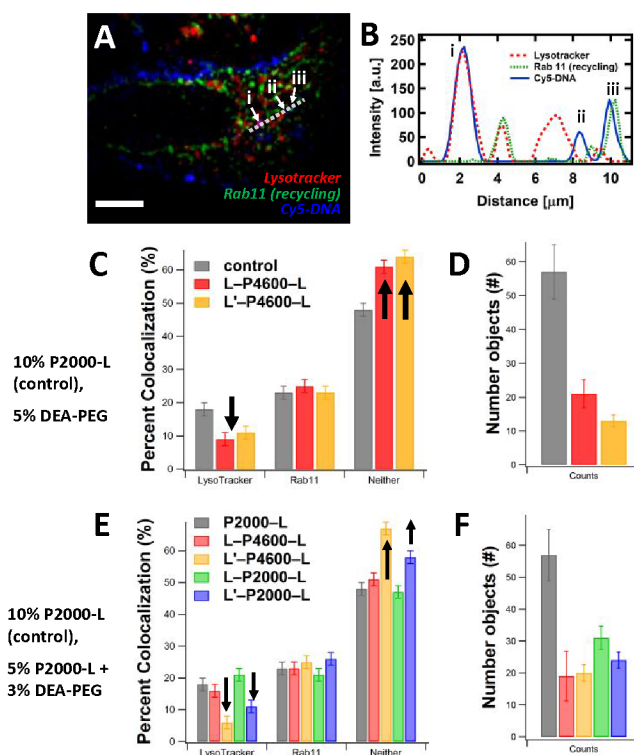 A
i
ii
iii
Lysotracker
Rab11 (recycling)
Cy5-DNA
B
Intensity [a.u.]
250
200
150
100
50
0
0
2
4
6
8
10
Distance [µm]
i
ii
iii
Lysotracker
Rab 11 (recycling)
Cy5-DNA
10% P2000-L
(control),
5% DEA-PEG
C
Percent Colocalization (%)
60
50
40
30
20
10
0
control
L–P4600–L
L'–P4600–L
LysoTracker
Rab11
Neither
D
Number objects (#)
60
50
40
30
20
10
0
Counts
10% P2000-L
(control),
5% P2000-L +
3% DEA-PEG
E
Percent Colocalization (%)
60
50
40
30
20
10
0
P2000–L
L–P4600–L
L'–P4600–L
L–P2000–L
L'–P2000–L
LysoTracker
Rab11
Neither
F
Number objects (#)
60
50
40
30
20
10
0
Counts